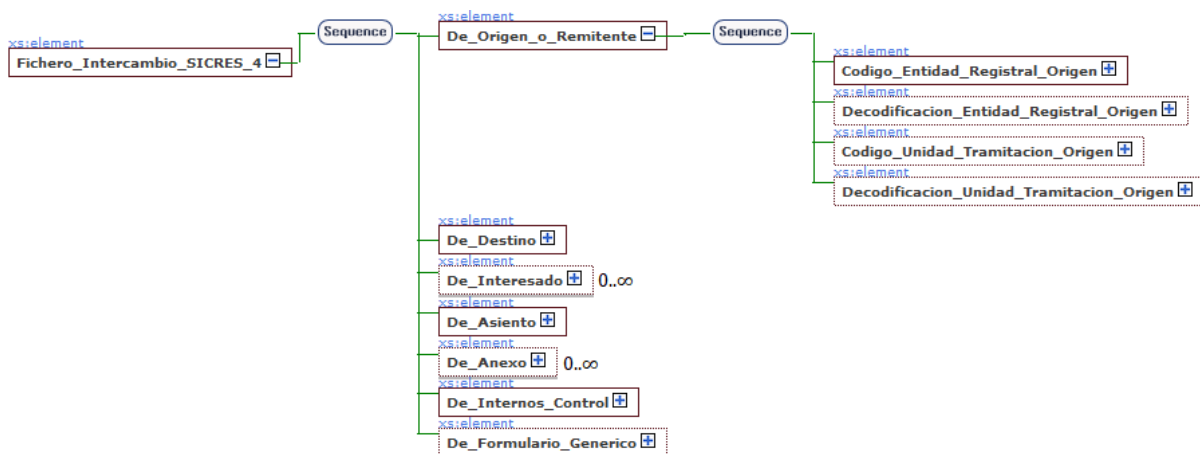 xs:element
Fichero_Intercambio_SICRES_4
Sequence
xs:element
De_Origen_o_Remitente
Sequence
xs:element
Codigo_Entidad_Registral_Origen
xs:element
Decodificacion_Entidad_Registral_Origen
xs:element
Codigo_Unidad_Tramitacion_Origen
xs:element
Decodificacion_Unidad_Tramitacion_Origen
xs:element
De_Destino
xs:element
De_Interesado 0..∞
xs:element
De_Asiento
xs:element
De_Anexo 0..∞
xs:element
De_Internos_Control
xs:element
De_Formulario_Generico